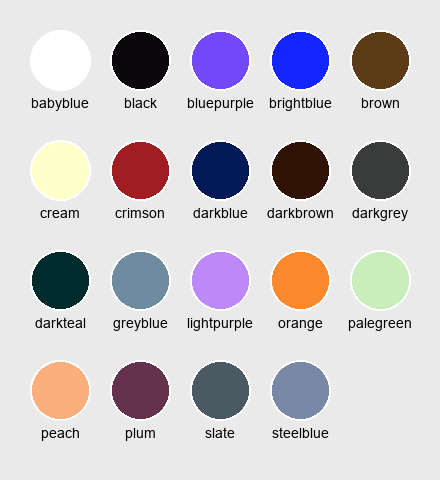 babyblue black bluepurple brightblue brown
cream crimson darkblue darkbrown darkgrey
darkteal greyblue lightpurple orange palegreen
peach plum slate steelblue